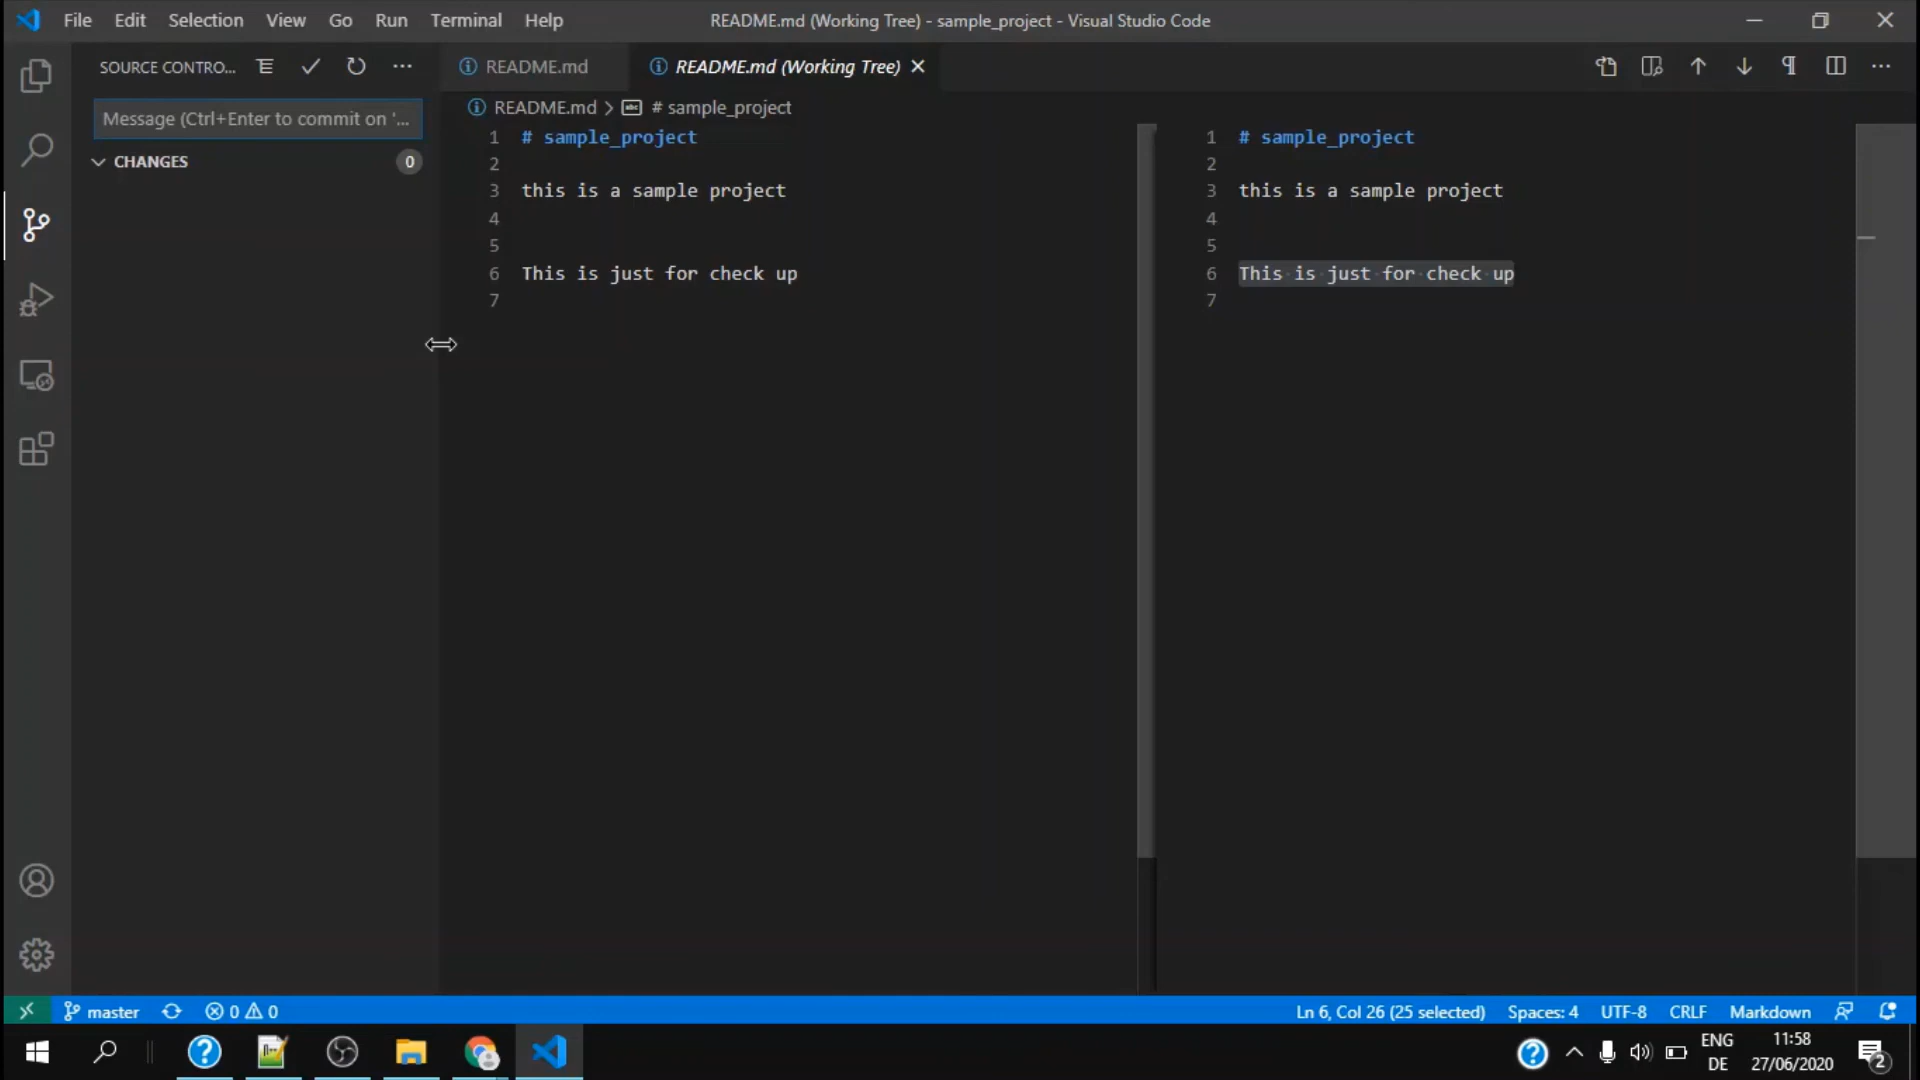 File Edit Selection View Go Run Terminal Help
README.md (Working Tree) - sample_project - Visual Studio Code
SOURCE CONTRO...
README.md
README.md (Working Tree)
README.md > # sample_project
Message (Ctrl+Enter to commit on '...
CHANGES 0
1 # sample_project
2
3 this is a sample project
4
5
6 This is just for check up
7
1 # sample_project
2
3 this is a sample project
4
5
6 This is just for check up
7
master 0 0
Ln 6, Col 26 (25 selected) Spaces: 4 UTF-8 CRLF Markdown
ENG
DE
11:58
27/06/2020
2